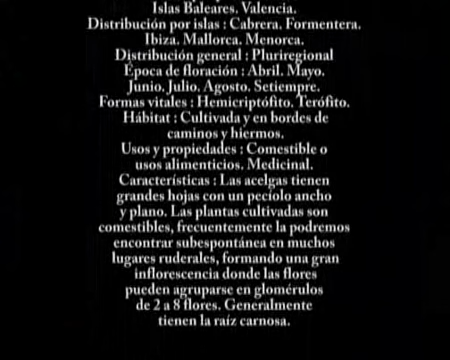 Islas Baleares. Valencia.
Distribución por islas : Cabrera. Formentera.
Ibiza. Mallorca. Menorca.
Distribución general : Pluriregional
Época de floración : Abril. Mayo.
Junio. Julio. Agosto. Setiempre.
Formas vitales : Hemicriptófito. Terófito.
Hábitat : Cultivada y en bordes de
caminos y hiermos.
Usos y propiedades : Comestible o
usos alimenticios. Medicinal.
Características : Las acelgas tienen
grandes hojas con un pecíolo ancho
y plano. Las plantas cultivadas son
comestibles, frecuentemente la podremos
encontrar subespontánea en muchos
lugares ruderales, formando una gran
inflorescencia donde las flores
pueden agruparse en glomérulos
de 2 a 8 flores. Generalmente
tienen la raíz carnosa.